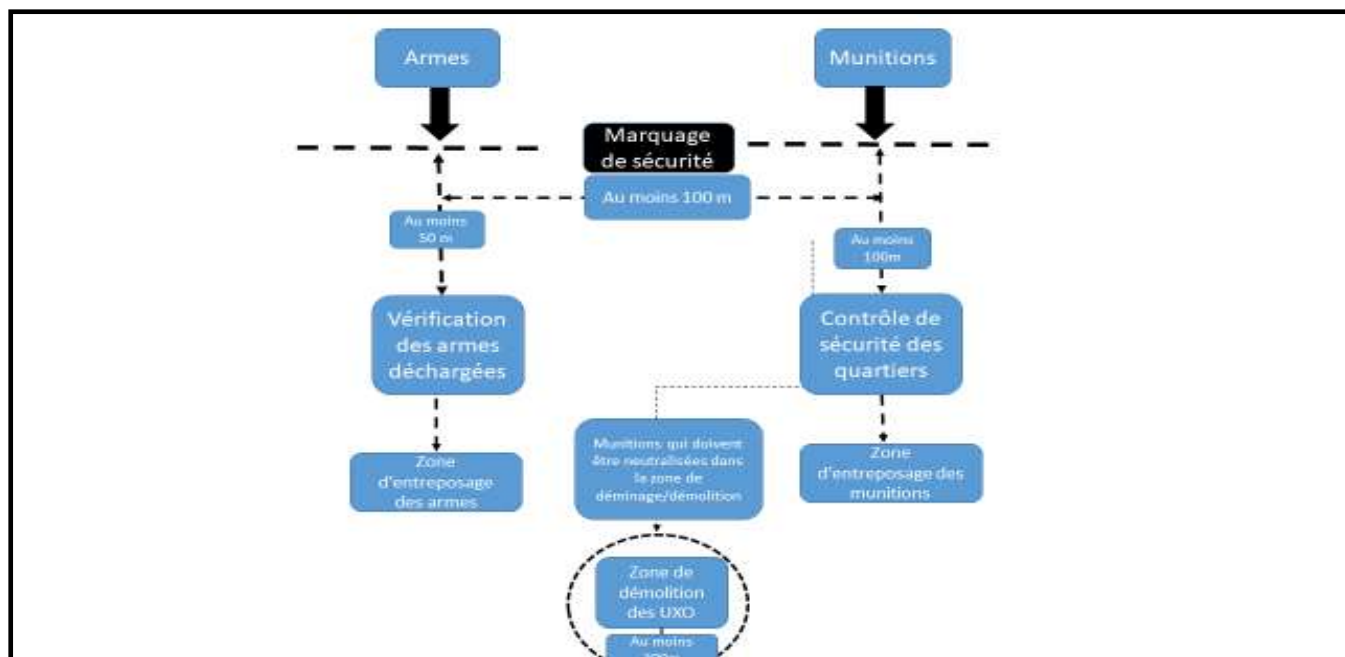 Armes
Munitions
Marquage
de sécurité
Au moins 100 m
Au moins
50 m
Au moins
100m
Vérification
des armes
déchargées
Contrôle de
sécurité des
quartiers
Munitions qui doivent
être neutralisées dans
la zone de
déminage/démolition
Zone
d'entreposage
des armes
Zone
d'entreposage des
munitions
Zone de
démolition
des UXO
Au moins